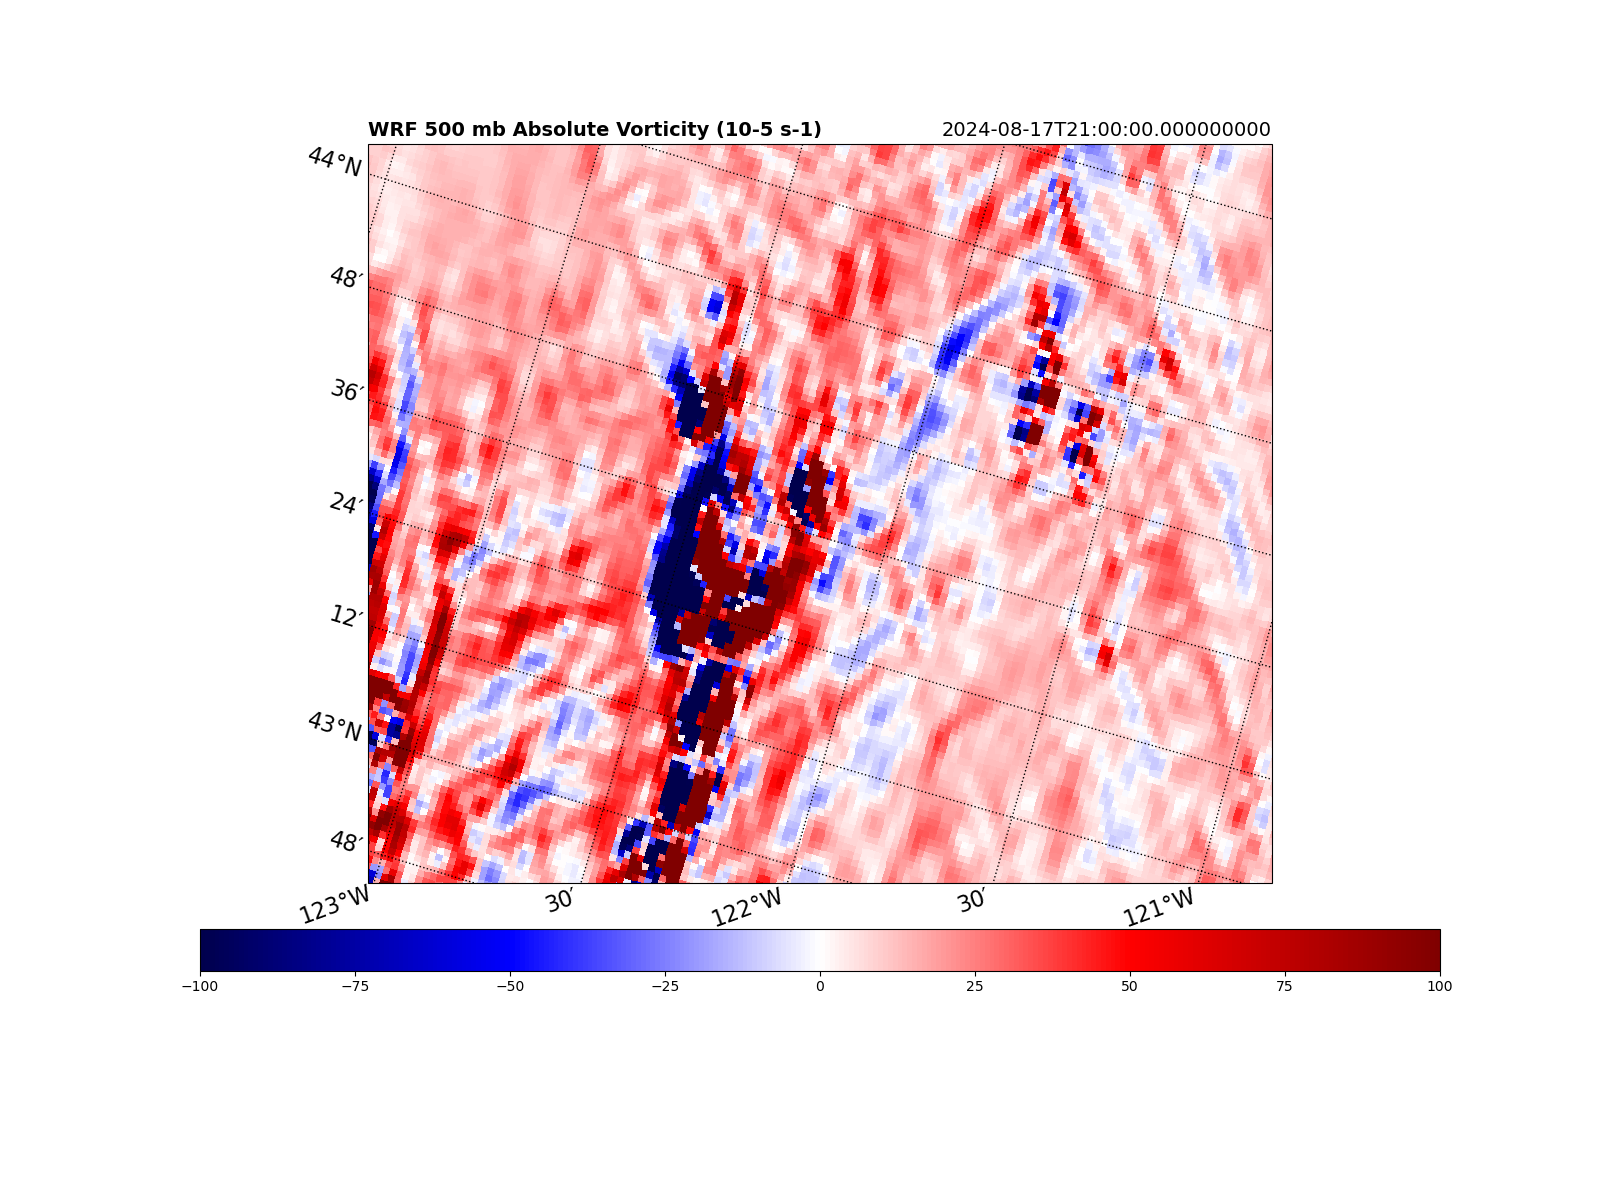 WRF 500 mb Absolute Vorticity (10-5 s-1) 2024-08-17T21:00:00.000000000
44°N
48′
36′
24′
12′
43°N
48′
123°W 30′ 122°W 30′ 121°W
−100 −75 −50 −25 0 25 50 75 100